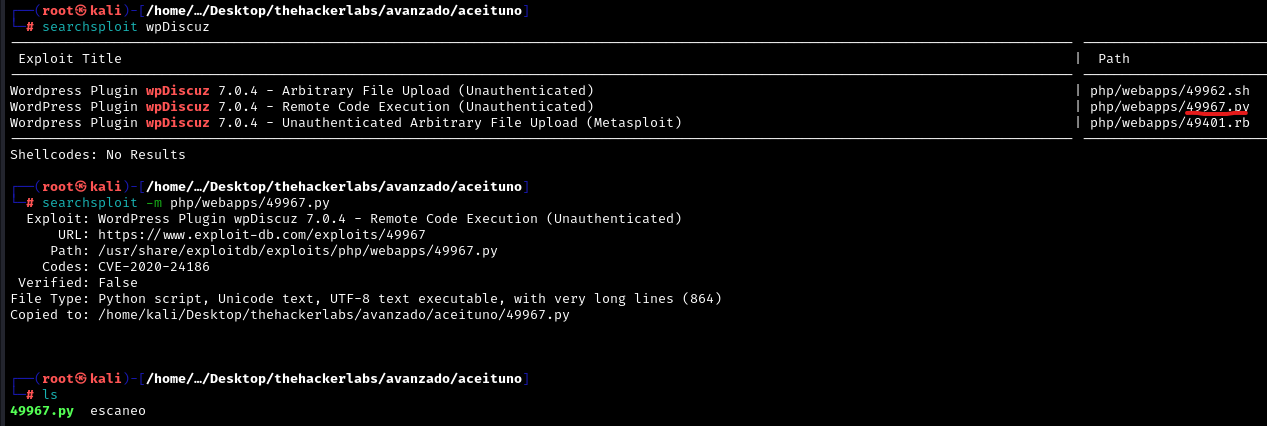 ┌──(root㉿kali)-[/home/…/Desktop/thehackerlabs/avanzado/aceituno]
└─# searchsploit wpDiscuz
Exploit Title | Path
Wordpress Plugin wpDiscuz 7.0.4 - Arbitrary File Upload (Unauthenticated) | php/webapps/49962.sh
WordPress Plugin wpDiscuz 7.0.4 - Remote Code Execution (Unauthenticated) | php/webapps/49967.py
Wordpress Plugin wpDiscuz 7.0.4 - Unauthenticated Arbitrary File Upload (Metasploit) | php/webapps/49401.rb
Shellcodes: No Results
┌──(root㉿kali)-[/home/…/Desktop/thehackerlabs/avanzado/aceituno]
└─# searchsploit -m php/webapps/49967.py
Exploit: WordPress Plugin wpDiscuz 7.0.4 - Remote Code Execution (Unauthenticated)
URL: https://www.exploit-db.com/exploits/49967
Path: /usr/share/exploitdb/exploits/php/webapps/49967.py
Codes: CVE-2020-24186
Verified: False
File Type: Python script, Unicode text, UTF-8 text executable, with very long lines (864)
Copied to: /home/kali/Desktop/thehackerlabs/avanzado/aceituno/49967.py
┌──(root㉿kali)-[/home/…/Desktop/thehackerlabs/avanzado/aceituno]
└─# ls
49967.py escaneo